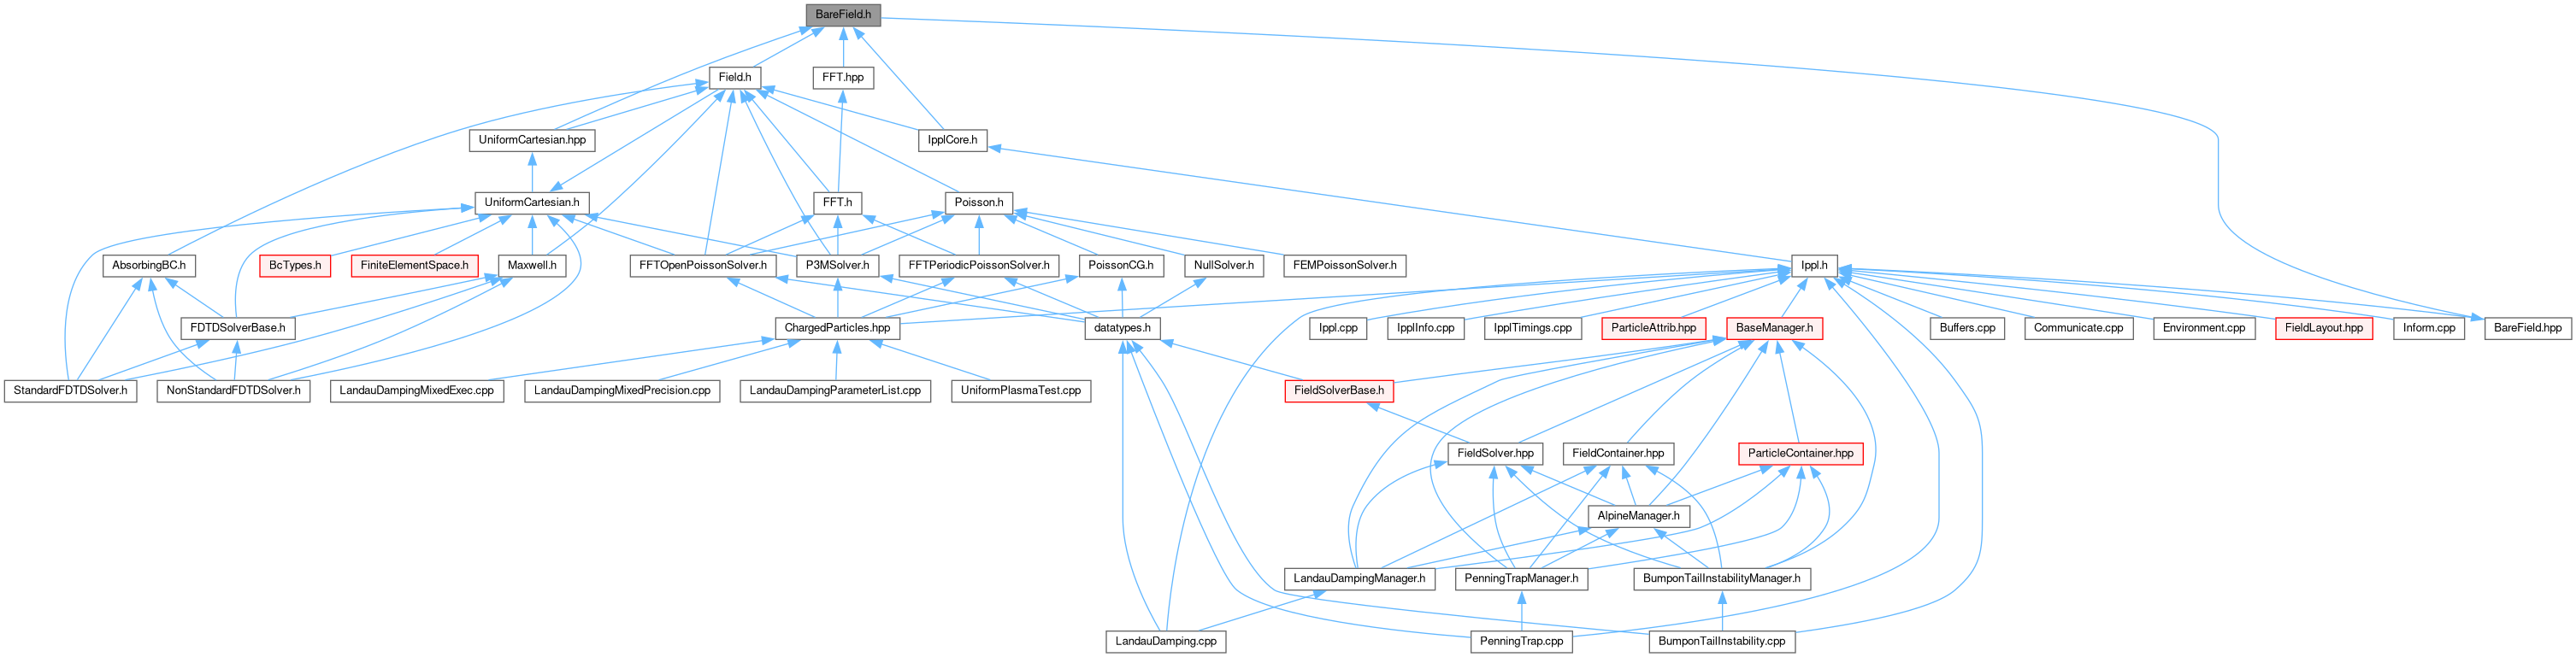 BareField.h
Field.h
FFT.hpp
UniformCartesian.hpp
IpplCore.h
UniformCartesian.h
FFT.h
Poisson.h
AbsorbingBC.h
BcTypes.h
FiniteElementSpace.h
Maxwell.h
FFTOpenPoissonSolver.h
P3MSolver.h
FFTPeriodicPoissonSolver.h
PoissonCG.h
NullSolver.h
FEMPoissonSolver.h
Ippl.h
FDTDSolverBase.h
ChargedParticles.hpp
datatypes.h
Ippl.cpp
IpplInfo.cpp
IpplTimings.cpp
ParticleAttrib.hpp
BaseManager.h
Buffers.cpp
Communicate.cpp
Environment.cpp
FieldLayout.hpp
Inform.cpp
BareField.hpp
StandardFDTDSolver.h
NonStandardFDTDSolver.h
LandauDampingMixedExec.cpp
LandauDampingMixedPrecision.cpp
LandauDampingParameterList.cpp
UniformPlasmaTest.cpp
FieldSolverBase.h
FieldSolver.hpp
FieldContainer.hpp
ParticleContainer.hpp
AlpineManager.h
LandauDampingManager.h
PenningTrapManager.h
BumponTailInstabilityManager.h
LandauDamping.cpp
PenningTrap.cpp
BumponTailInstability.cpp